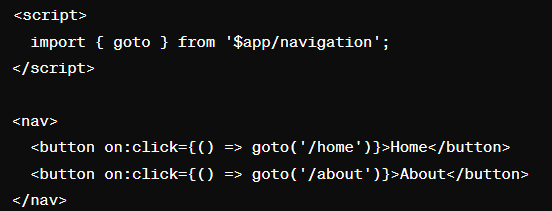 <script>
  import { goto } from '$app/navigation';
</script>

<nav>
  <button on:click={() => goto('/home')}>Home</button>
  <button on:click={() => goto('/about')}>About</button>
</nav>